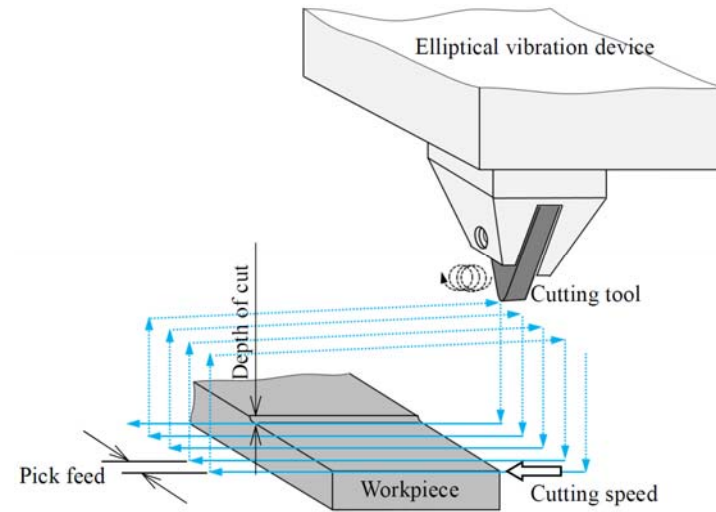 Elliptical vibration device
Cutting tool
Depth of cut
Pick feed
Workpiece
Cutting speed